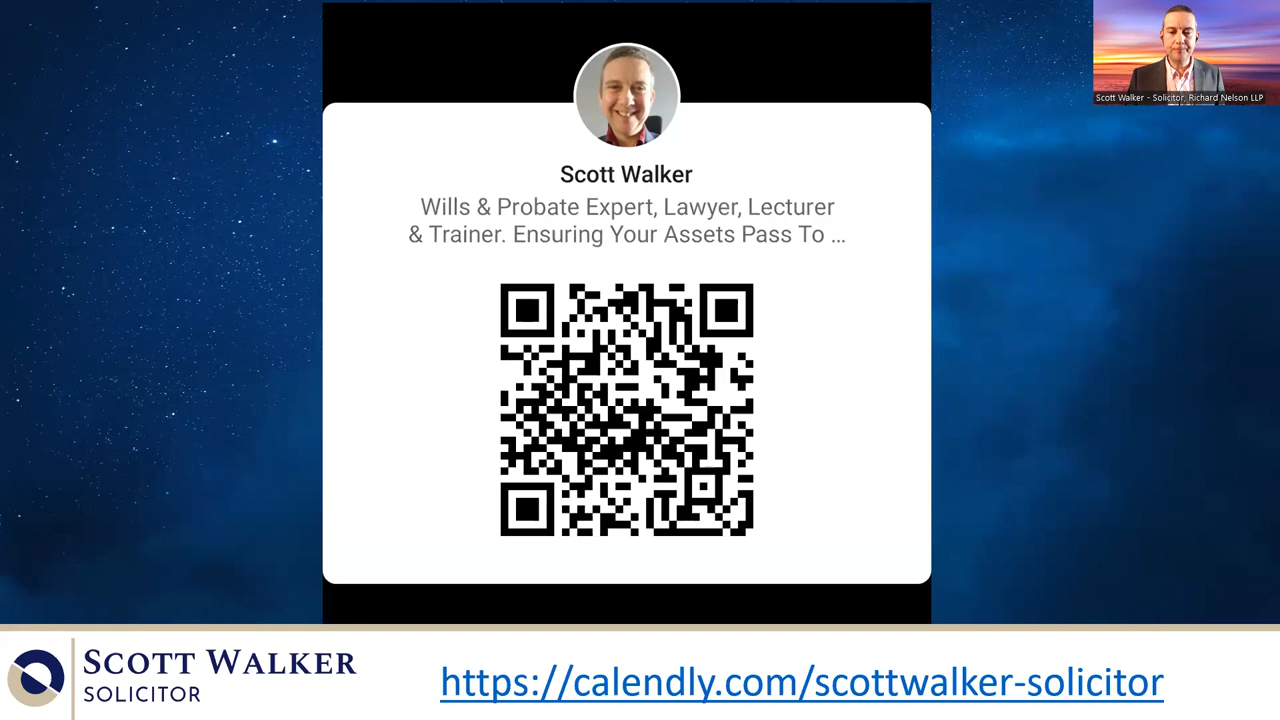 Scott Walker - Solicitor, Richard Nelson LLP
Scott Walker
Wills & Probate Expert, Lawyer, Lecturer
& Trainer. Ensuring Your Assets Pass To ...
SCOTT WALKER
SOLICITOR
https://calendly.com/scottwalker-solicitor